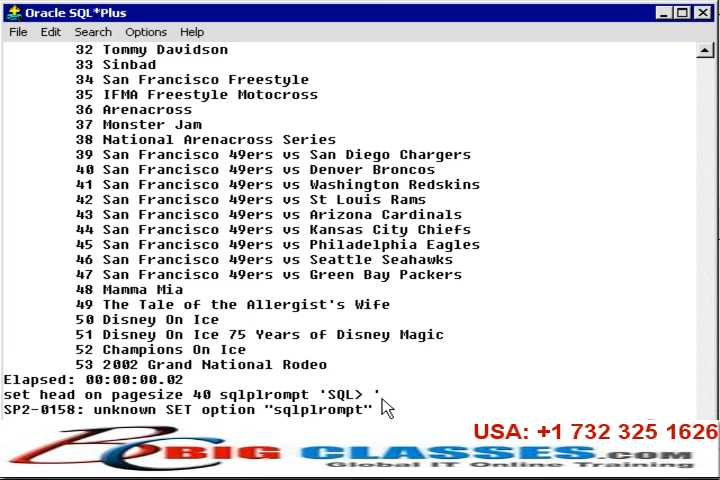 Oracle SQL*Plus
File Edit Search Options Help
32 Tommy Davidson
33 Sinbad
34 San Francisco Freestyle
35 IFMA Freestyle Motocross
36 Arenacross
37 Monster Jam
38 National Arenacross Series
39 San Francisco 49ers vs San Diego Chargers
40 San Francisco 49ers vs Denver Broncos
41 San Francisco 49ers vs Washington Redskins
42 San Francisco 49ers vs St Louis Rams
43 San Francisco 49ers vs Arizona Cardinals
44 San Francisco 49ers vs Kansas City Chiefs
45 San Francisco 49ers vs Philadelphia Eagles
46 San Francisco 49ers vs Seattle Seahawks
47 San Francisco 49ers vs Green Bay Packers
48 Mamma Mia
49 The Tale of the Allergist's Wife
50 Disney On Ice
51 Disney On Ice 75 Years of Disney Magic
52 Champions On Ice
53 2002 Grand National Rodeo
Elapsed: 00:00:00.02
set head on pagesize 40 sqlplrompt 'SQL> '
SP2-0158: unknown SET option "sqlplrompt"
USA: +1 732 325 1626
BIG CLASSES.COM
Global IT Online Training